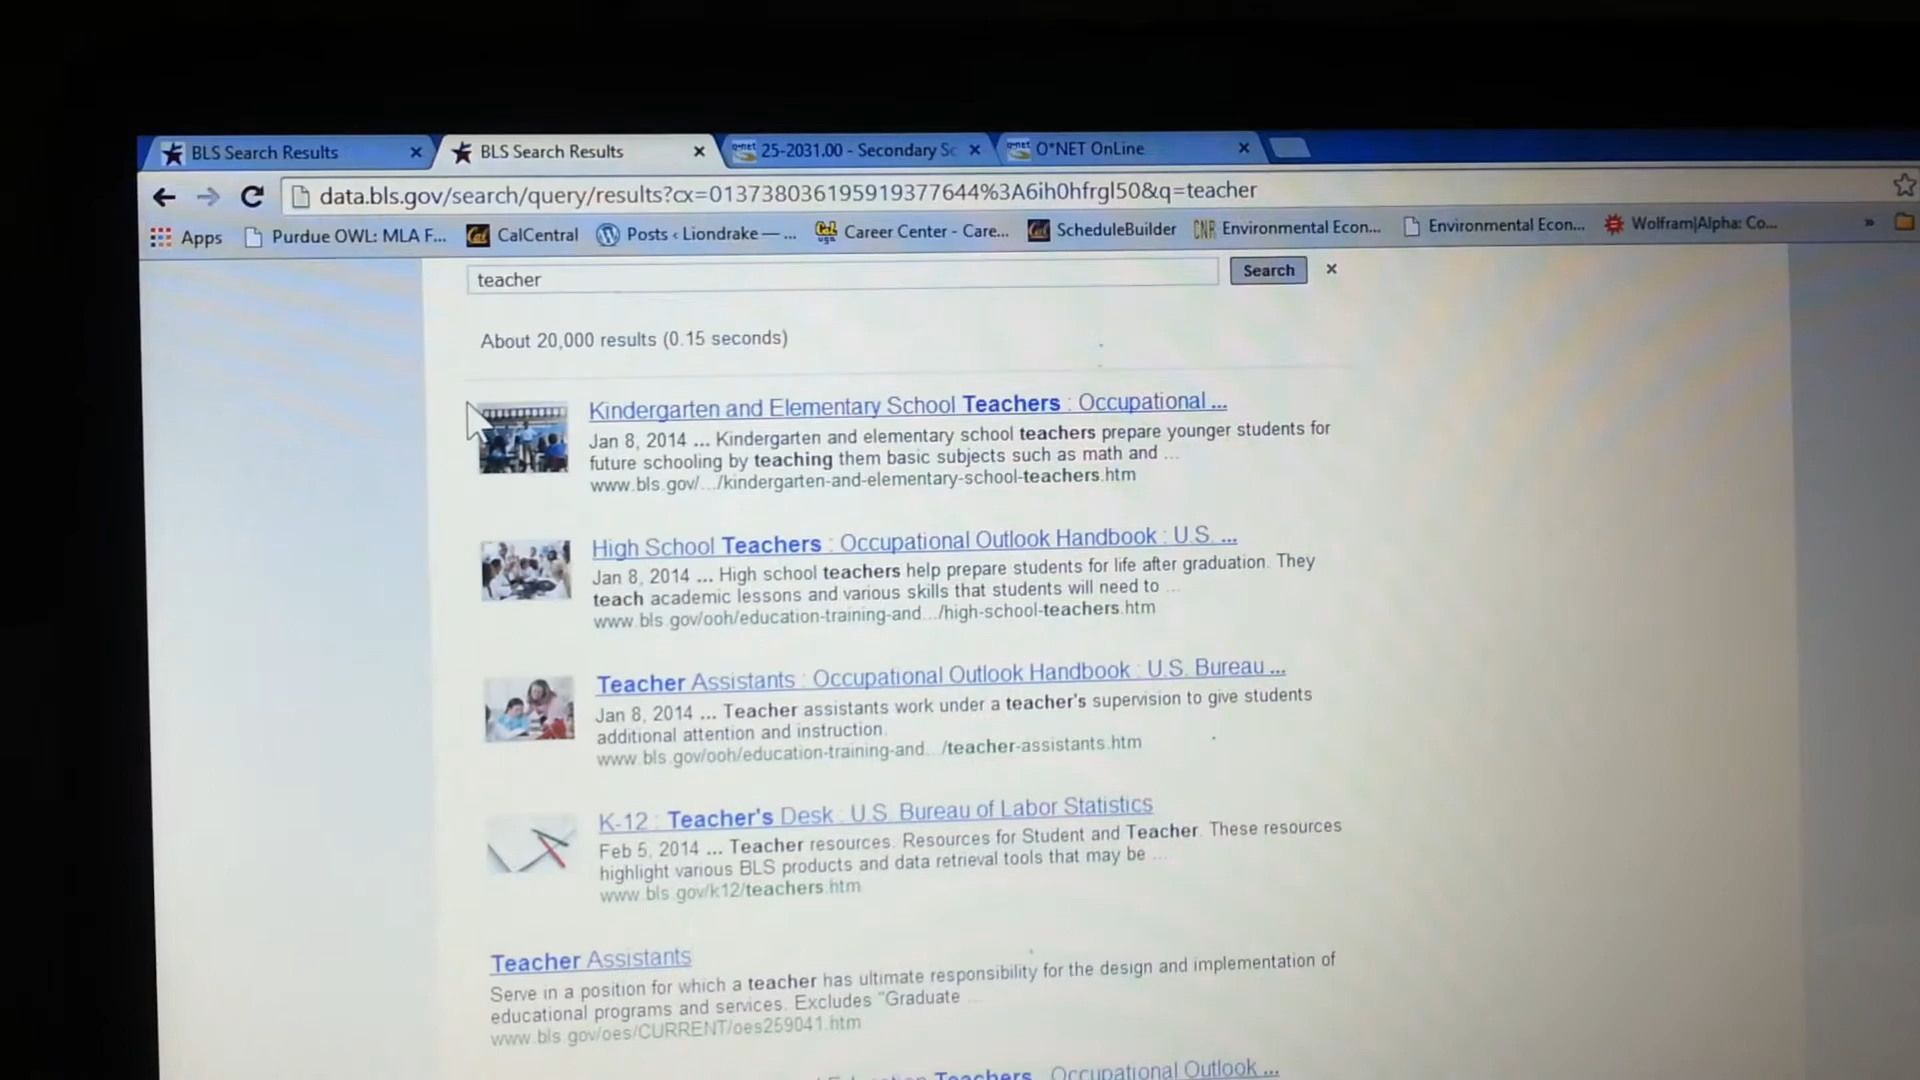 BLS Search Results
BLS Search Results
25-2031.00 - Secondary Sc
O*NET OnLine
data.bls.gov/search/query/results?cx=013738036195919377644%3A6ih0hfrgl50&q=teacher
Apps Purdue OWL: MLA F... CalCentral Posts ‹ Liondrake — ... Career Center - Care... ScheduleBuilder CNR Environmental Econ... Environmental Econ... Wolfram|Alpha: Co... »
teacher Search ×
About 20,000 results (0.15 seconds)
Kindergarten and Elementary School Teachers : Occupational ...
Jan 8, 2014 ... Kindergarten and elementary school teachers prepare younger students for
future schooling by teaching them basic subjects such as math and ...
www.bls.gov/.../kindergarten-and-elementary-school-teachers.htm
High School Teachers : Occupational Outlook Handbook : U.S. ...
Jan 8, 2014 ... High school teachers help prepare students for life after graduation. They
teach academic lessons and various skills that students will need to ...
www.bls.gov/ooh/education-training-and.../high-school-teachers.htm
Teacher Assistants : Occupational Outlook Handbook : U.S. Bureau ...
Jan 8, 2014 ... Teacher assistants work under a teacher's supervision to give students
additional attention and instruction.
www.bls.gov/ooh/education-training-and.../teacher-assistants.htm
K-12 : Teacher's Desk : U.S. Bureau of Labor Statistics
Feb 5, 2014 ... Teacher resources. Resources for Student and Teacher. These resources
highlight various BLS products and data retrieval tools that may be ...
www.bls.gov/k12/teachers.htm
Teacher Assistants
Serve in a position for which a teacher has ultimate responsibility for the design and implementation of
educational programs and services. Excludes "Graduate ...
www.bls.gov/oes/CURRENT/oes259041.htm
Education Teachers : Occupational Outlook ...